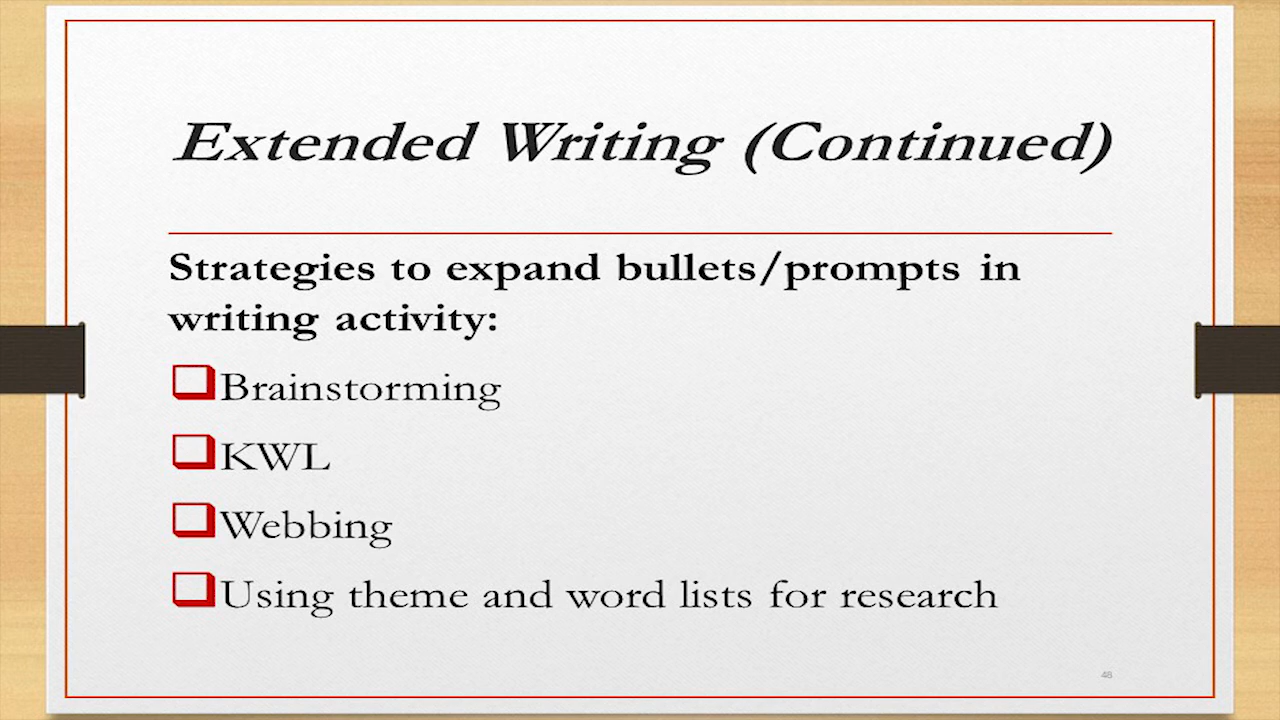 Extended Writing (Continued)
Strategies to expand bullets/prompts in
writing activity:
Brainstorming
KWL
Webbing
Using theme and word lists for research
48